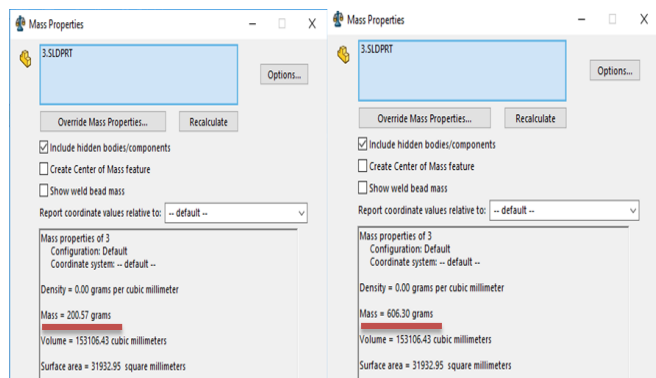 Mass Properties
3.SLDPRT
Options...
Override Mass Properties...
Recalculate
Include hidden bodies/components
Create Center of Mass feature
Show weld bead mass
Report coordinate values relative to: -- default --
Mass properties of 3
Configuration: Default
Coordinate system: -- default --
Density = 0.00 grams per cubic millimeter
Mass = 200.57 grams
Volume = 153106.43 cubic millimeters
Surface area = 31932.95 square millimeters
Mass Properties
3.SLDPRT
Options...
Override Mass Properties...
Recalculate
Include hidden bodies/components
Create Center of Mass feature
Show weld bead mass
Report coordinate values relative to: -- default --
Mass properties of 3
Configuration: Default
Coordinate system: -- default --
Density = 0.00 grams per cubic millimeter
Mass = 606.30 grams
Volume = 153106.43 cubic millimeters
Surface area = 31932.95 square millimeters